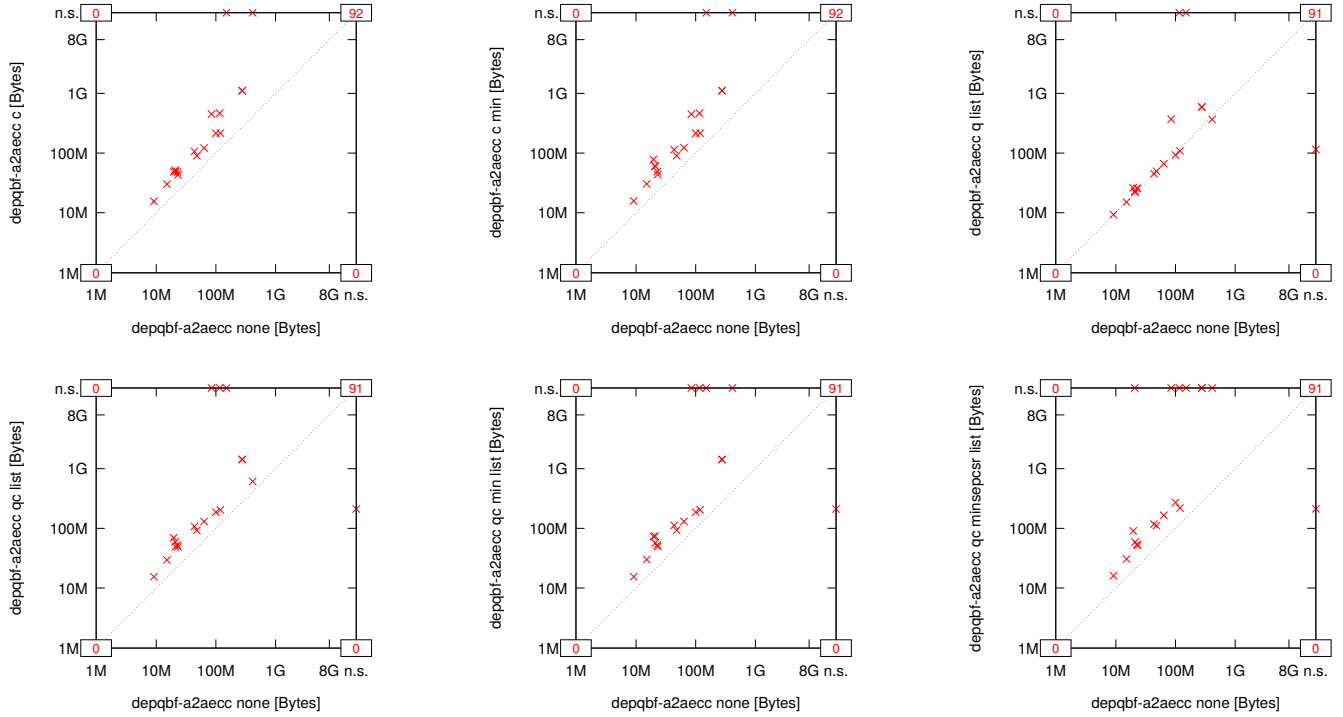 n.s. 0 92
8G
1G
100M
10M
1M 0 0
1M 10M 100M 1G 8G n.s.
depqbf-a2aecc c [Bytes]
depqbf-a2aecc none [Bytes]
n.s. 0 92
8G
1G
100M
10M
1M 0 0
1M 10M 100M 1G 8G n.s.
depqbf-a2aecc c min [Bytes]
depqbf-a2aecc none [Bytes]
n.s. 0 91
8G
1G
100M
10M
1M 0 0
1M 10M 100M 1G 8G n.s.
depqbf-a2aecc q list [Bytes]
depqbf-a2aecc none [Bytes]
n.s. 0 91
8G
1G
100M
10M
1M 0 0
1M 10M 100M 1G 8G n.s.
depqbf-a2aecc qc list [Bytes]
depqbf-a2aecc none [Bytes]
n.s. 0 91
8G
1G
100M
10M
1M 0 0
1M 10M 100M 1G 8G n.s.
depqbf-a2aecc qc min list [Bytes]
depqbf-a2aecc none [Bytes]
n.s. 0 91
8G
1G
100M
10M
1M 0 0
1M 10M 100M 1G 8G n.s.
depqbf-a2aecc qc minsepcsr list [Bytes]
depqbf-a2aecc none [Bytes]